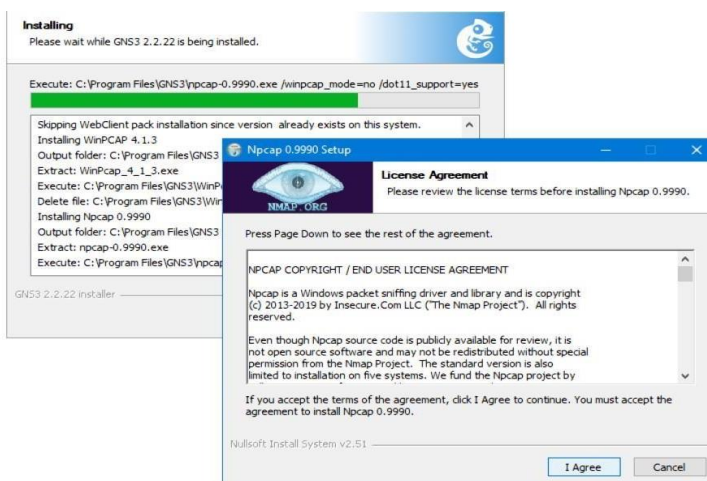 Installing
Please wait while GNS3 2.2.22 is being installed.
Execute: C:\Program Files\GNS3\npcap-0.9990.exe /winpcap_mode=no /dot11_support=yes
Skipping WebClient pack installation since version already exists on this system.
Installing WinPCAP 4.1.3
Output folder: C:\Program Files\GNS3
Extract: WinPcap_4_1_3.exe
Execute: C:\Program Files\GNS3\WinP
Delete file: C:\Program Files\GNS3\Win
Installing Npcap 0.9990
Output folder: C:\Program Files\GNS3
Extract: npcap-0.9990.exe
Execute: C:\Program Files\GNS3\npcap
GNS3 2.2.22 installer
Npcap 0.9990 Setup
NMAP.ORG
License Agreement
Please review the license terms before installing Npcap 0.9990.
Press Page Down to see the rest of the agreement.
NPCAP COPYRIGHT / END USER LICENSE AGREEMENT
Npcap is a Windows packet sniffing driver and library and is copyright
(c) 2013-2019 by Insecure.Com LLC ("The Nmap Project"). All rights
reserved.
Even though Npcap source code is publicly available for review, it is
not open source software and may not be redistributed without special
permission from the Nmap Project. The standard version is also
limited to installation on five systems. We fund the Npcap project by
If you accept the terms of the agreement, click I Agree to continue. You must accept the
agreement to install Npcap 0.9990.
Nullsoft Install System v2.51
I Agree
Cancel